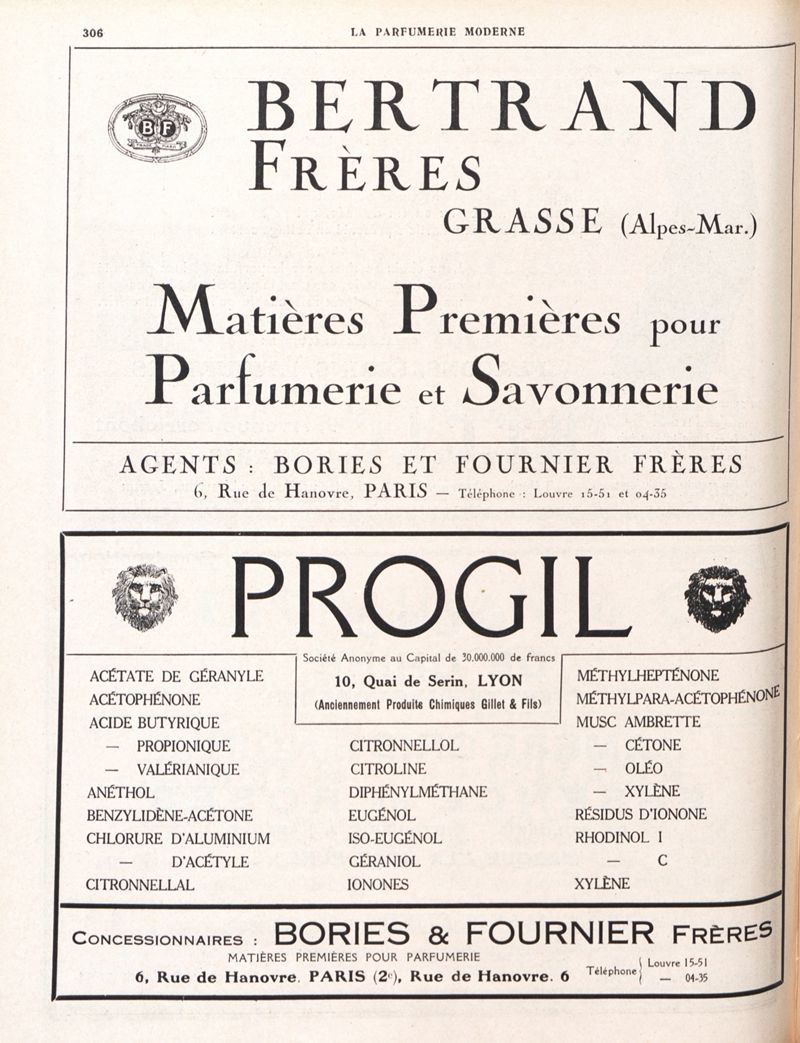 306
LA PARFUMERIE MODERNE
BF
TRADE MARK
BERTRAND
FRÈRES
GRASSE (Alpes-Mar.)
Matières Premières pour
Parfumerie et Savonnerie
AGENTS : BORIES ET FOURNIER FRÈRES
6, Rue de Hanovre, PARIS — Téléphone : Louvre 15-51 et 04-35
PROGIL
Société Anonyme au Capital de 30.000.000 de francs
10, Quai de Serin, LYON
(Anciennement Produits Chimiques Gillet & Fils)
ACÉTATE DE GÉRANYLE
ACÉTOPHÉNONE
ACIDE BUTYRIQUE
— PROPIONIQUE
— VALÉRIANIQUE
ANÉTHOL
BENZYLIDÈNE-ACÉTONE
CHLORURE D'ALUMINIUM
— D'ACÉTYLE
CITRONNELLAL
CITRONNELLOL
CITROLINE
DIPHÉNYLMÉTHANE
EUGÉNOL
ISO-EUGÉNOL
GÉRANIOL
IONONES
MÉTHYLHEPTÉNONE
MÉTHYLPARA-ACÉTOPHÉNONE
MUSC AMBRETTE
— CÉTONE
— OLÉO
— XYLÈNE
RÉSIDUS D'IONONE
RHODINOL I
— C
XYLÈNE
CONCESSIONNAIRES : BORIES & FOURNIER FRÈRES
MATIÈRES PREMIÈRES POUR PARFUMERIE
6, Rue de Hanovre. PARIS (2e), Rue de Hanovre. 6 Téléphone { Louvre 15-51
— 04-35